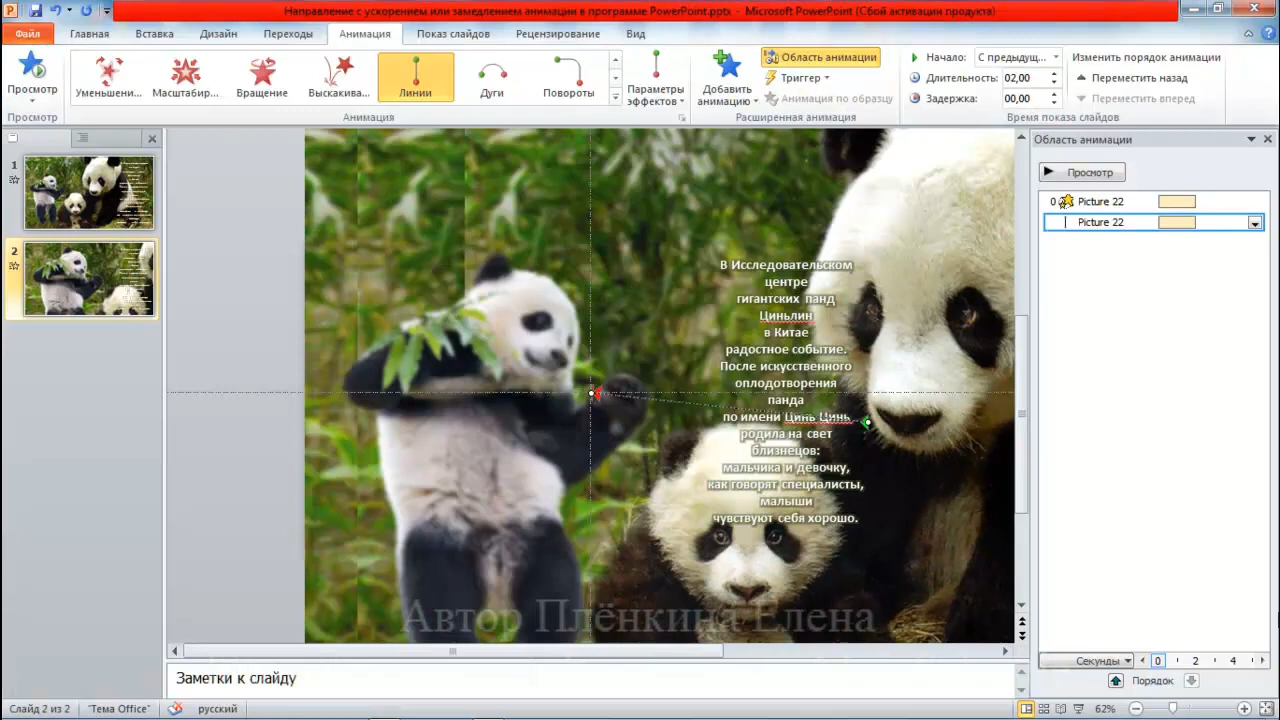 Направление с ускорением или замедлением анимации в программе PowerPoint.pptx - Microsoft PowerPoint (Сбой активации продукта)
Файл Главная Вставка Дизайн Переходы Анимация Показ слайдов Рецензирование Вид
Просмотр
Уменьшени... Масштабир... Вращение Выскакива... Линии Дуги Повороты
Параметры эффектов
Добавить анимацию
Область анимации
Триггер
Анимация по образцу
Начало: С предыдущ...
Длительность: 02,00
Задержка: 00,00
Изменить порядок анимации
Переместить назад
Переместить вперед
Просмотр Анимация Расширенная анимация Время показа слайдов
1
2
В Исследовательском
центре
гигантских панд
Циньлин
в Китае
радостное событие.
После искусственного
оплодотворения
панда
по имени Цинь Цинь
родила на свет
близнецов:
мальчика и девочку,
как говорят специалисты,
малыши
чувствуют себя хорошо.
Автор Плёнкина Елена
Область анимации
Просмотр
0 Picture 22
Picture 22
Секунды 0 2 4
Порядок
Заметки к слайду
Слайд 2 из 2 "Тема Office" русский 62%